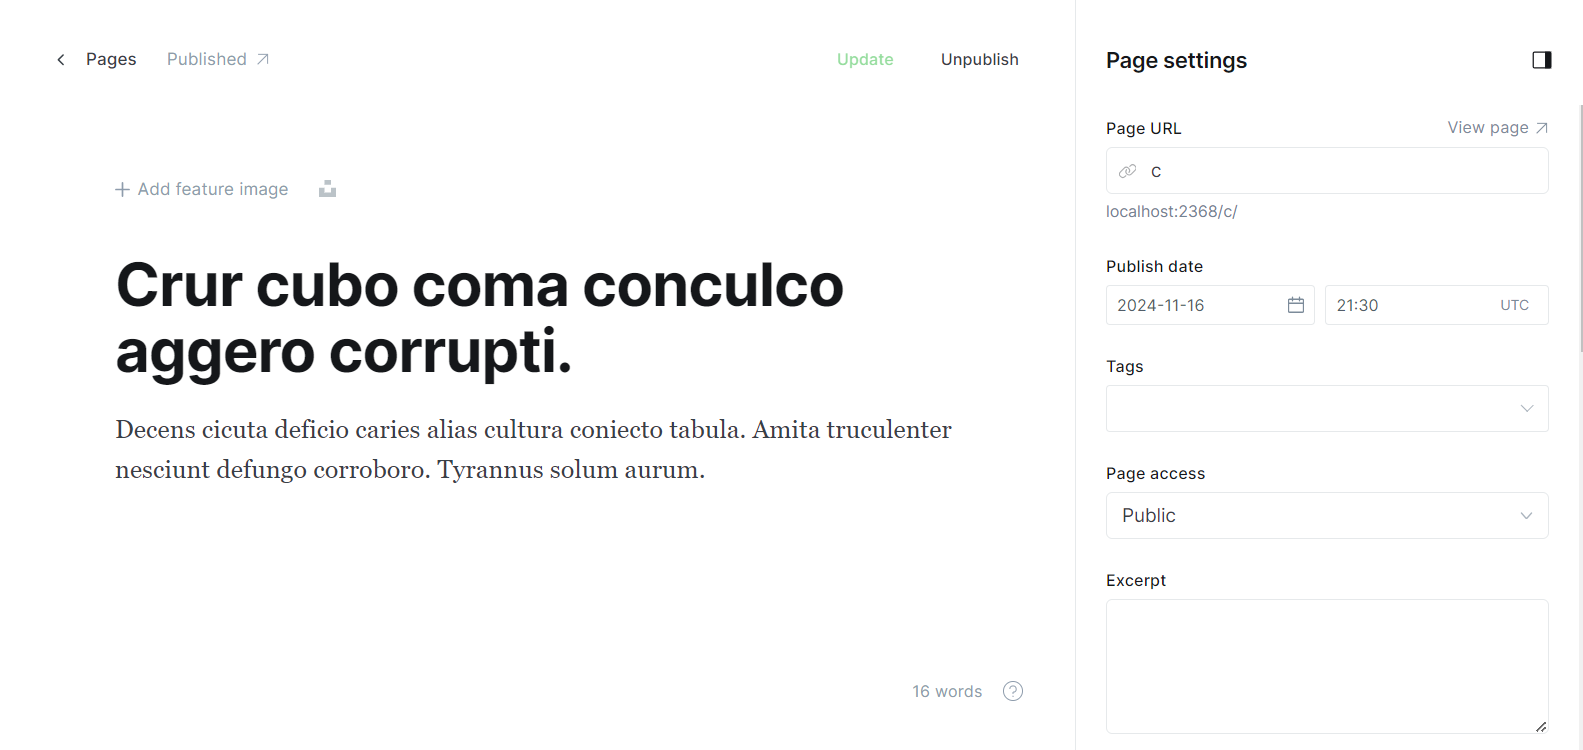 Pages Published Update Unpublish
Add feature image
Crur cubo coma conculco
aggero corrupti.
Decens cicuta deficio caries alias cultura coniecto tabula. Amita truculenter
nesciunt defungo corroboro. Tyrannus solum aurum.
16 words
Page settings
Page URL View page
c
localhost:2368/c/
Publish date
2024-11-16 21:30 UTC
Tags
Page access
Public
Excerpt